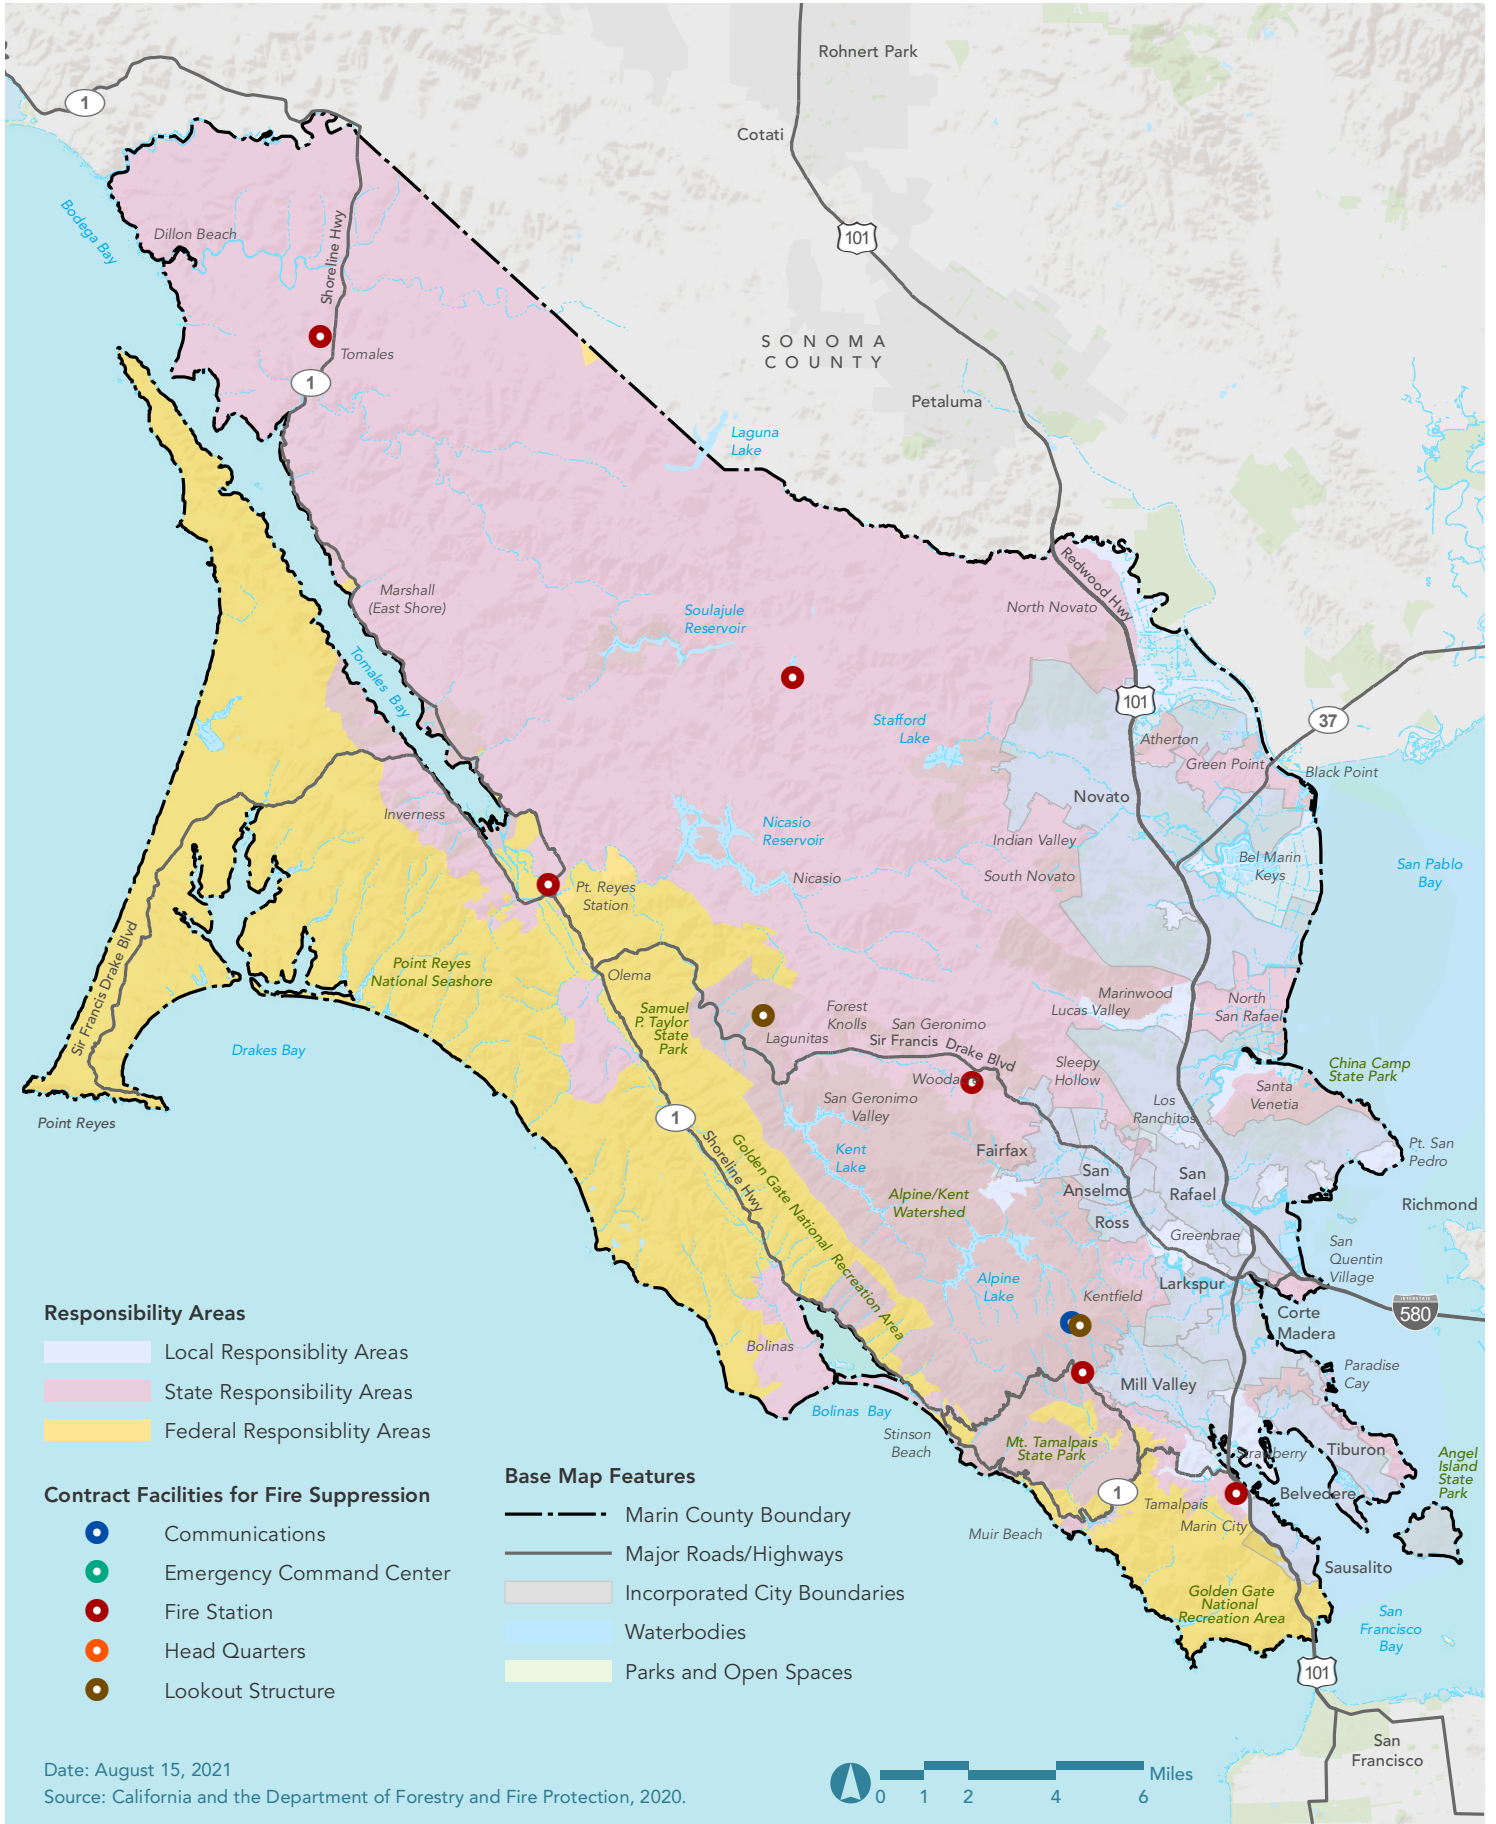 Rohnert Park
1
Cotati
Bodega Bay
Dillon Beach
Shoreline Hwy
101
SONOMA
COUNTY
Tomales
1
Petaluma
Laguna
Lake
Redwood Hwy
Marshall
(East Shore)
Soulajule
Reservoir
North Novato
Tomales Bay
101
37
Stafford
Lake
Atherton
Green Point
Black Point
Novato
Inverness
Nicasio
Reservoir
Indian Valley
South Novato
Bel Marin
Keys
San Pablo
Bay
Nicasio
Pt. Reyes
Station
Sir Francis Drake Blvd
Point Reyes
National Seashore
Olema
Samuel
P. Taylor
State
Park
Forest
Knolls
Lagunitas
San Geronimo
Sir Francis Drake Blvd
Marinwood
Lucas Valley
North
San Rafael
Drakes Bay
Point Reyes
Woodacre
San Geronimo
Valley
Sleepy
Hollow
Los
Ranchitos
Santa
Venetia
China Camp
State Park
1
Shoreline Hwy
Golden Gate National Recreation Area
Kent
Lake
Fairfax
San
Anselmo
San
Rafael
Pt. San
Pedro
Alpine/Kent
Watershed
Ross
Richmond
Greenbrae
San
Quentin
Village
Alpine
Lake
Larkspur
Kentfield
INTERSTATE
580
Corte
Madera
Bolinas
Paradise
Cay
Mill Valley
Bolinas Bay
Stinson
Beach
Mt. Tamalpais
State Park
Strawberry
Tiburon
Angel
Island
State
Park
1
Belvedere
Tamalpais
Marin City
Muir Beach
Sausalito
Golden Gate
National
Recreation Area
San
Francisco
Bay
101
San
Francisco
Responsibility Areas
Local Responsiblity Areas
State Responsibility Areas
Federal Responsiblity Areas
Contract Facilities for Fire Suppression
Communications
Emergency Command Center
Fire Station
Head Quarters
Lookout Structure
Base Map Features
Marin County Boundary
Major Roads/Highways
Incorporated City Boundaries
Waterbodies
Parks and Open Spaces
Date: August 15, 2021
Source: California and the Department of Forestry and Fire Protection, 2020.
0 1 2 4 6 Miles